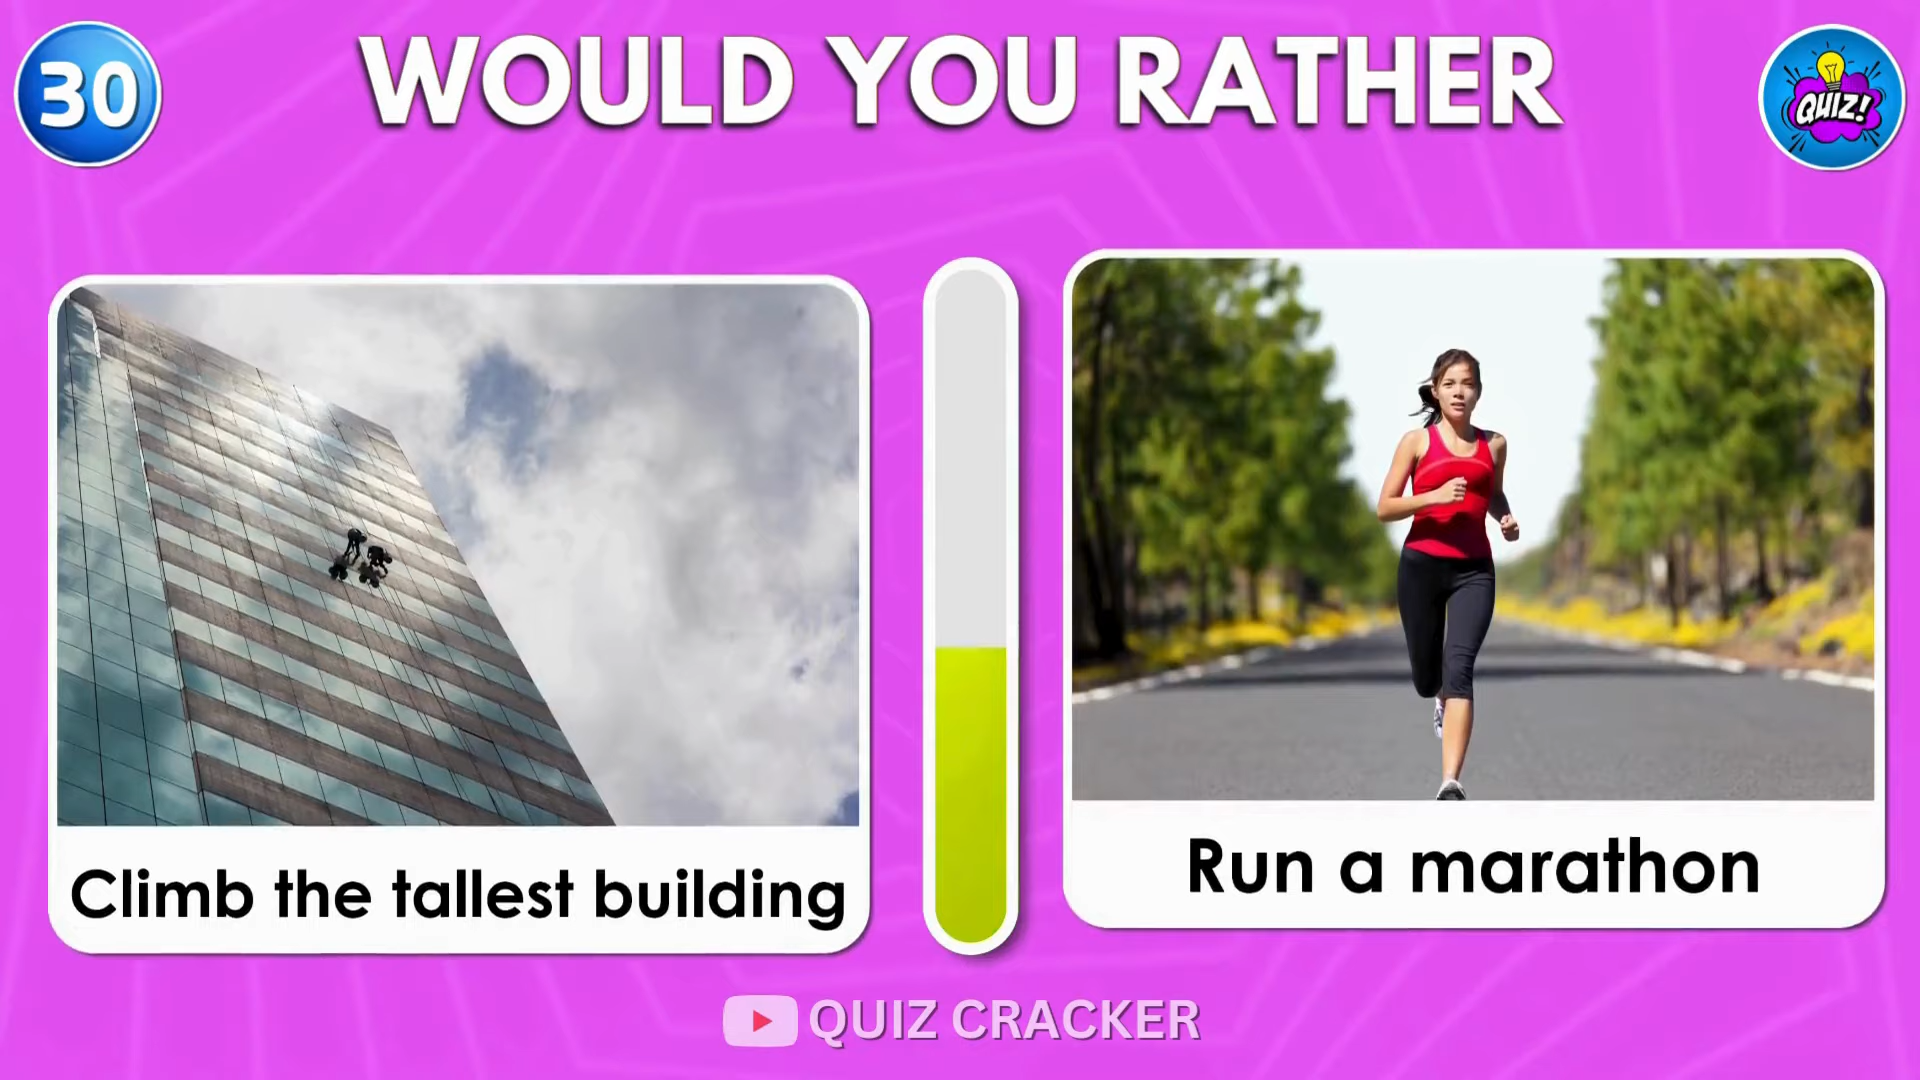 30
WOULD YOU RATHER
QUIZ!
Climb the tallest building
Run a marathon
QUIZ CRACKER